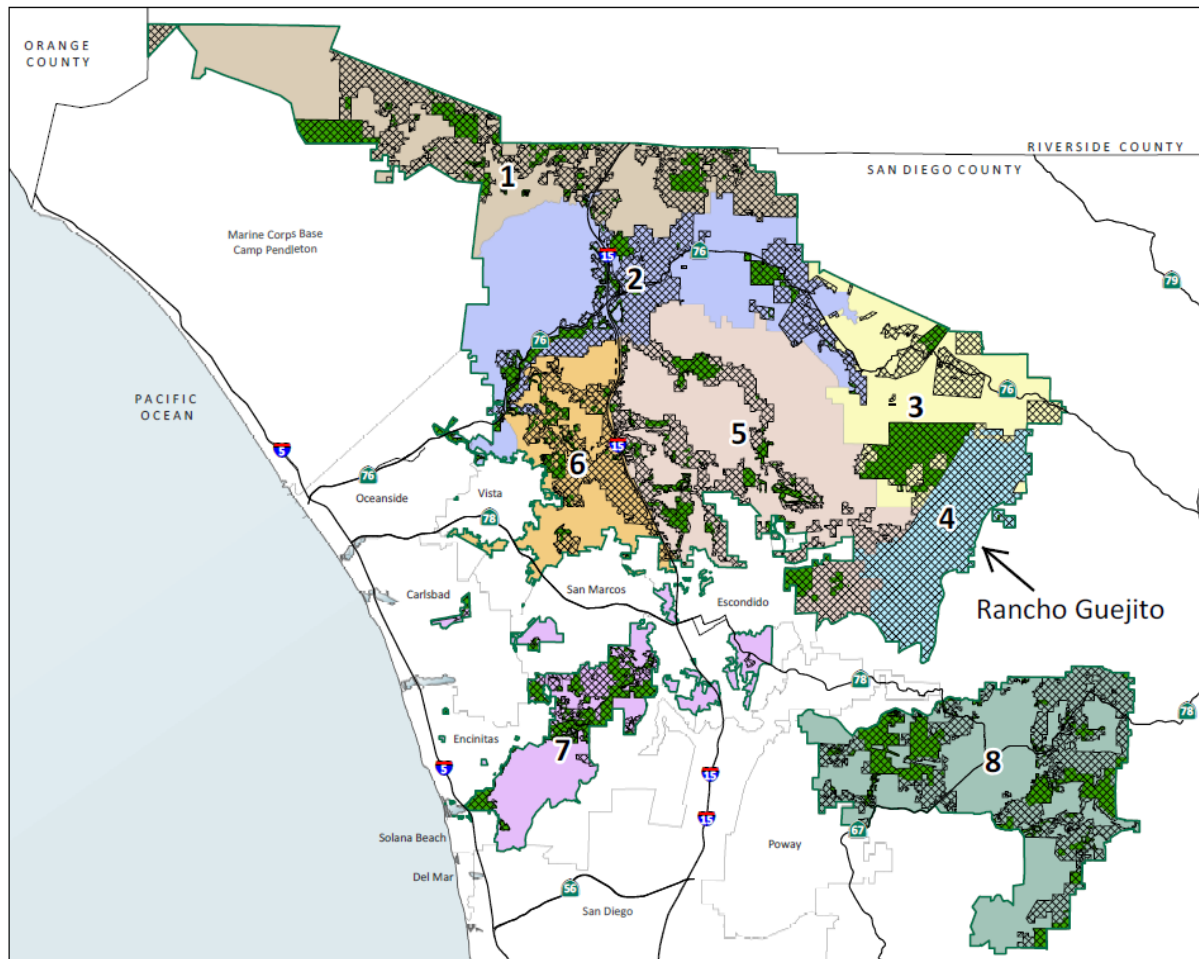 ORANGE
COUNTY
RIVERSIDE COUNTY
SAN DIEGO COUNTY
1
Marine Corps Base
Camp Pendleton
15
2
76
79
76
76
PACIFIC
OCEAN
3
5
15
5
6
76
Oceanside
Vista
78
4
Rancho Guejito
Carlsbad
San Marcos
Escondido
78
78
Encinitas
7
5
15
8
15
67
Solana Beach
Poway
Del Mar
56
San Diego